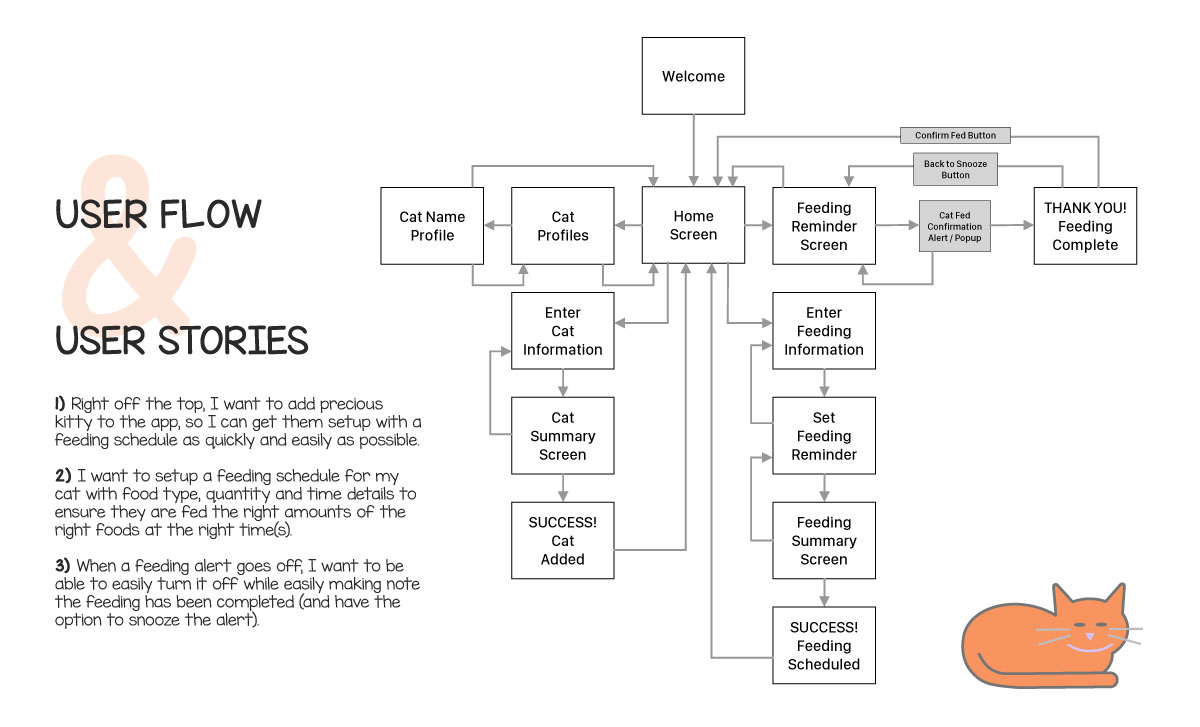 &
USER FLOW
USER STORIES
1) Right off the top, I want to add precious
kitty to the app, so I can get them setup with a
feeding schedule as quickly and easily as possible.
2) I want to setup a feeding schedule for my
cat with food type, quantity and time details to
ensure they are fed the right amounts of the
right foods at the right time(s).
3) When a feeding alert goes off, I want to be
able to easily turn it off while easily making note
the feeding has been completed (and have the
option to snooze the alert).
Welcome
Confirm Fed Button
Back to Snooze
Button
Cat Name
Profile
Cat
Profiles
Home
Screen
Feeding
Reminder
Screen
Cat Fed
Confirmation
Alert / Popup
THANK YOU!
Feeding
Complete
Enter
Cat
Information
Cat
Summary
Screen
SUCCESS!
Cat
Added
Enter
Feeding
Information
Set
Feeding
Reminder
Feeding
Summary
Screen
SUCCESS!
Feeding
Scheduled